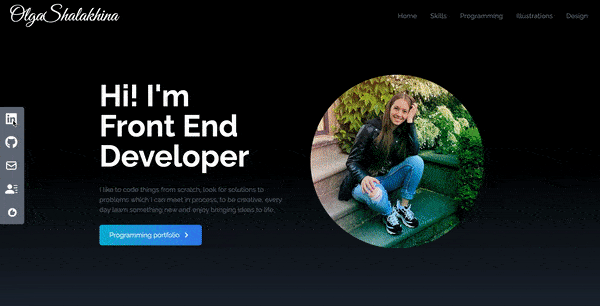 OlgaShalakhina
Home Skills Programming Illustrations Design
Hi! I'm
Front End
Developer
I like to code things from scratch, look for solutions to
problems which I can meet in process, to be creative, every
day learn something new and enjoy bringing ideas to life.
Programming portfolio